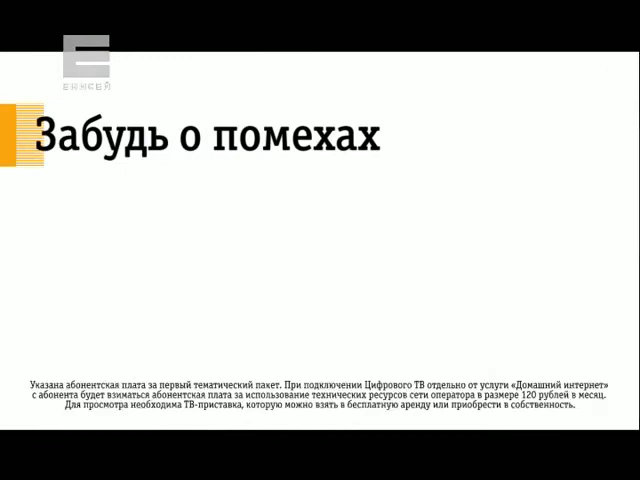 ЕНИСЕЙ
Забудь о помехах
Указана абонентская плата за первый тематический пакет. При подключении Цифрового ТВ отдельно от услуги «Домашний интернет»
с абонента будет взиматься абонентская плата за использование технических ресурсов сети оператора в размере 120 рублей в месяц.
Для просмотра необходима ТВ-приставка, которую можно взять в бесплатную аренду или приобрести в собственность.